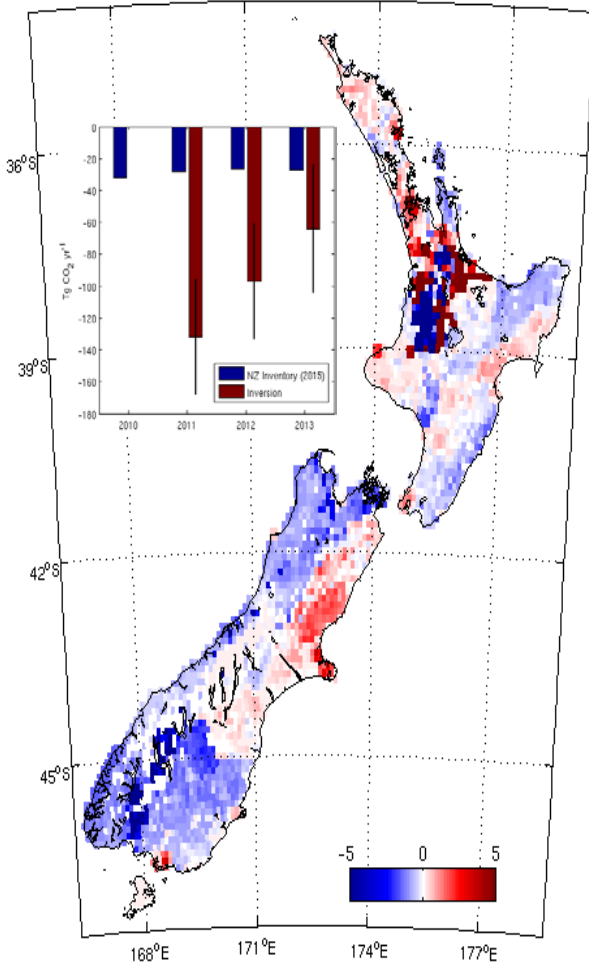 0
-20
-40
-60
-80
-100
-120
-140
-160
-180
Tg CO₂ yr⁻¹
NZ Inventory (2015)
Inversion
2010 2011 2012 2013
36°S
39°S
42°S
45°S
-5 0 5
168°E 171°E 174°E 177°E